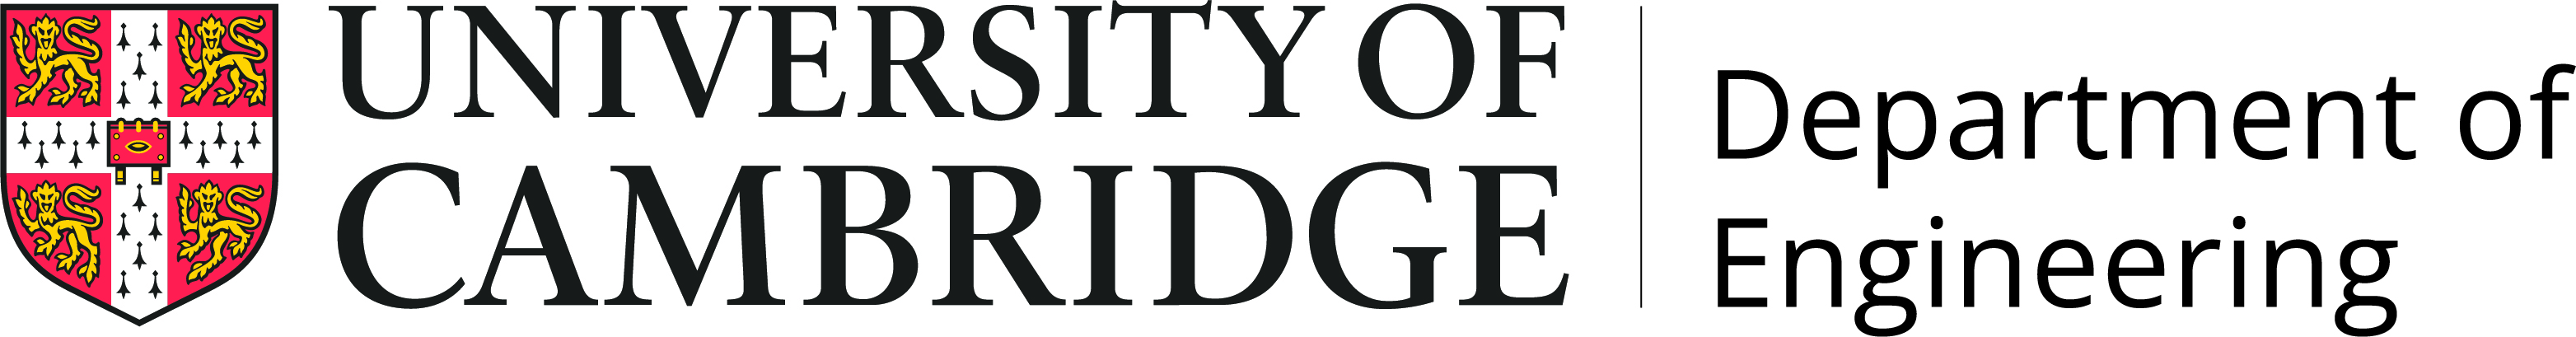 UNIVERSITY OF
CAMBRIDGE
Department of
Engineering